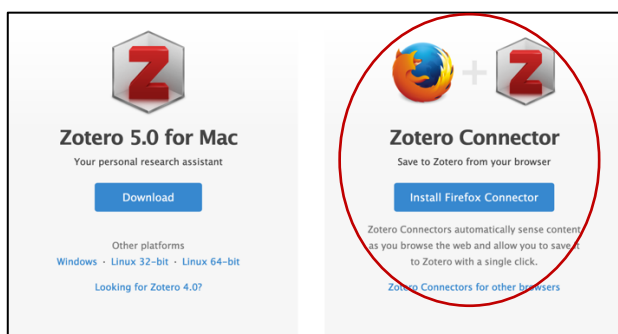 Z
Zotero 5.0 for Mac
Your personal research assistant
Download
Other platforms
Windows · Linux 32-bit · Linux 64-bit
Looking for Zotero 4.0?
+ Z
Zotero Connector
Save to Zotero from your browser
Install Firefox Connector
Zotero Connectors automatically sense content
as you browse the web and allow you to save it
to Zotero with a single click.
Zotero Connectors for other browsers